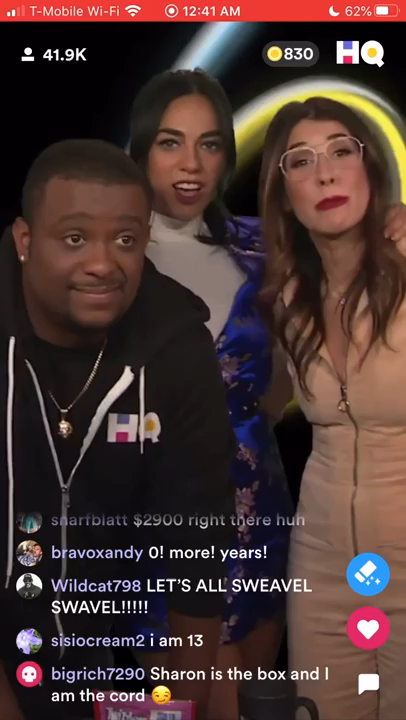 T-Mobile Wi-Fi 12:41 AM 62%
41.9K 830 HQ
HQ
snarfblatt $2900 right there huh
bravoxandy 0! more! years!
Wildcat798 LET'S ALL SWEAVEL
SWAVEL!!!!!
sisiocream2 i am 13
bigrich7290 Sharon is the box and I
am the cord 😏